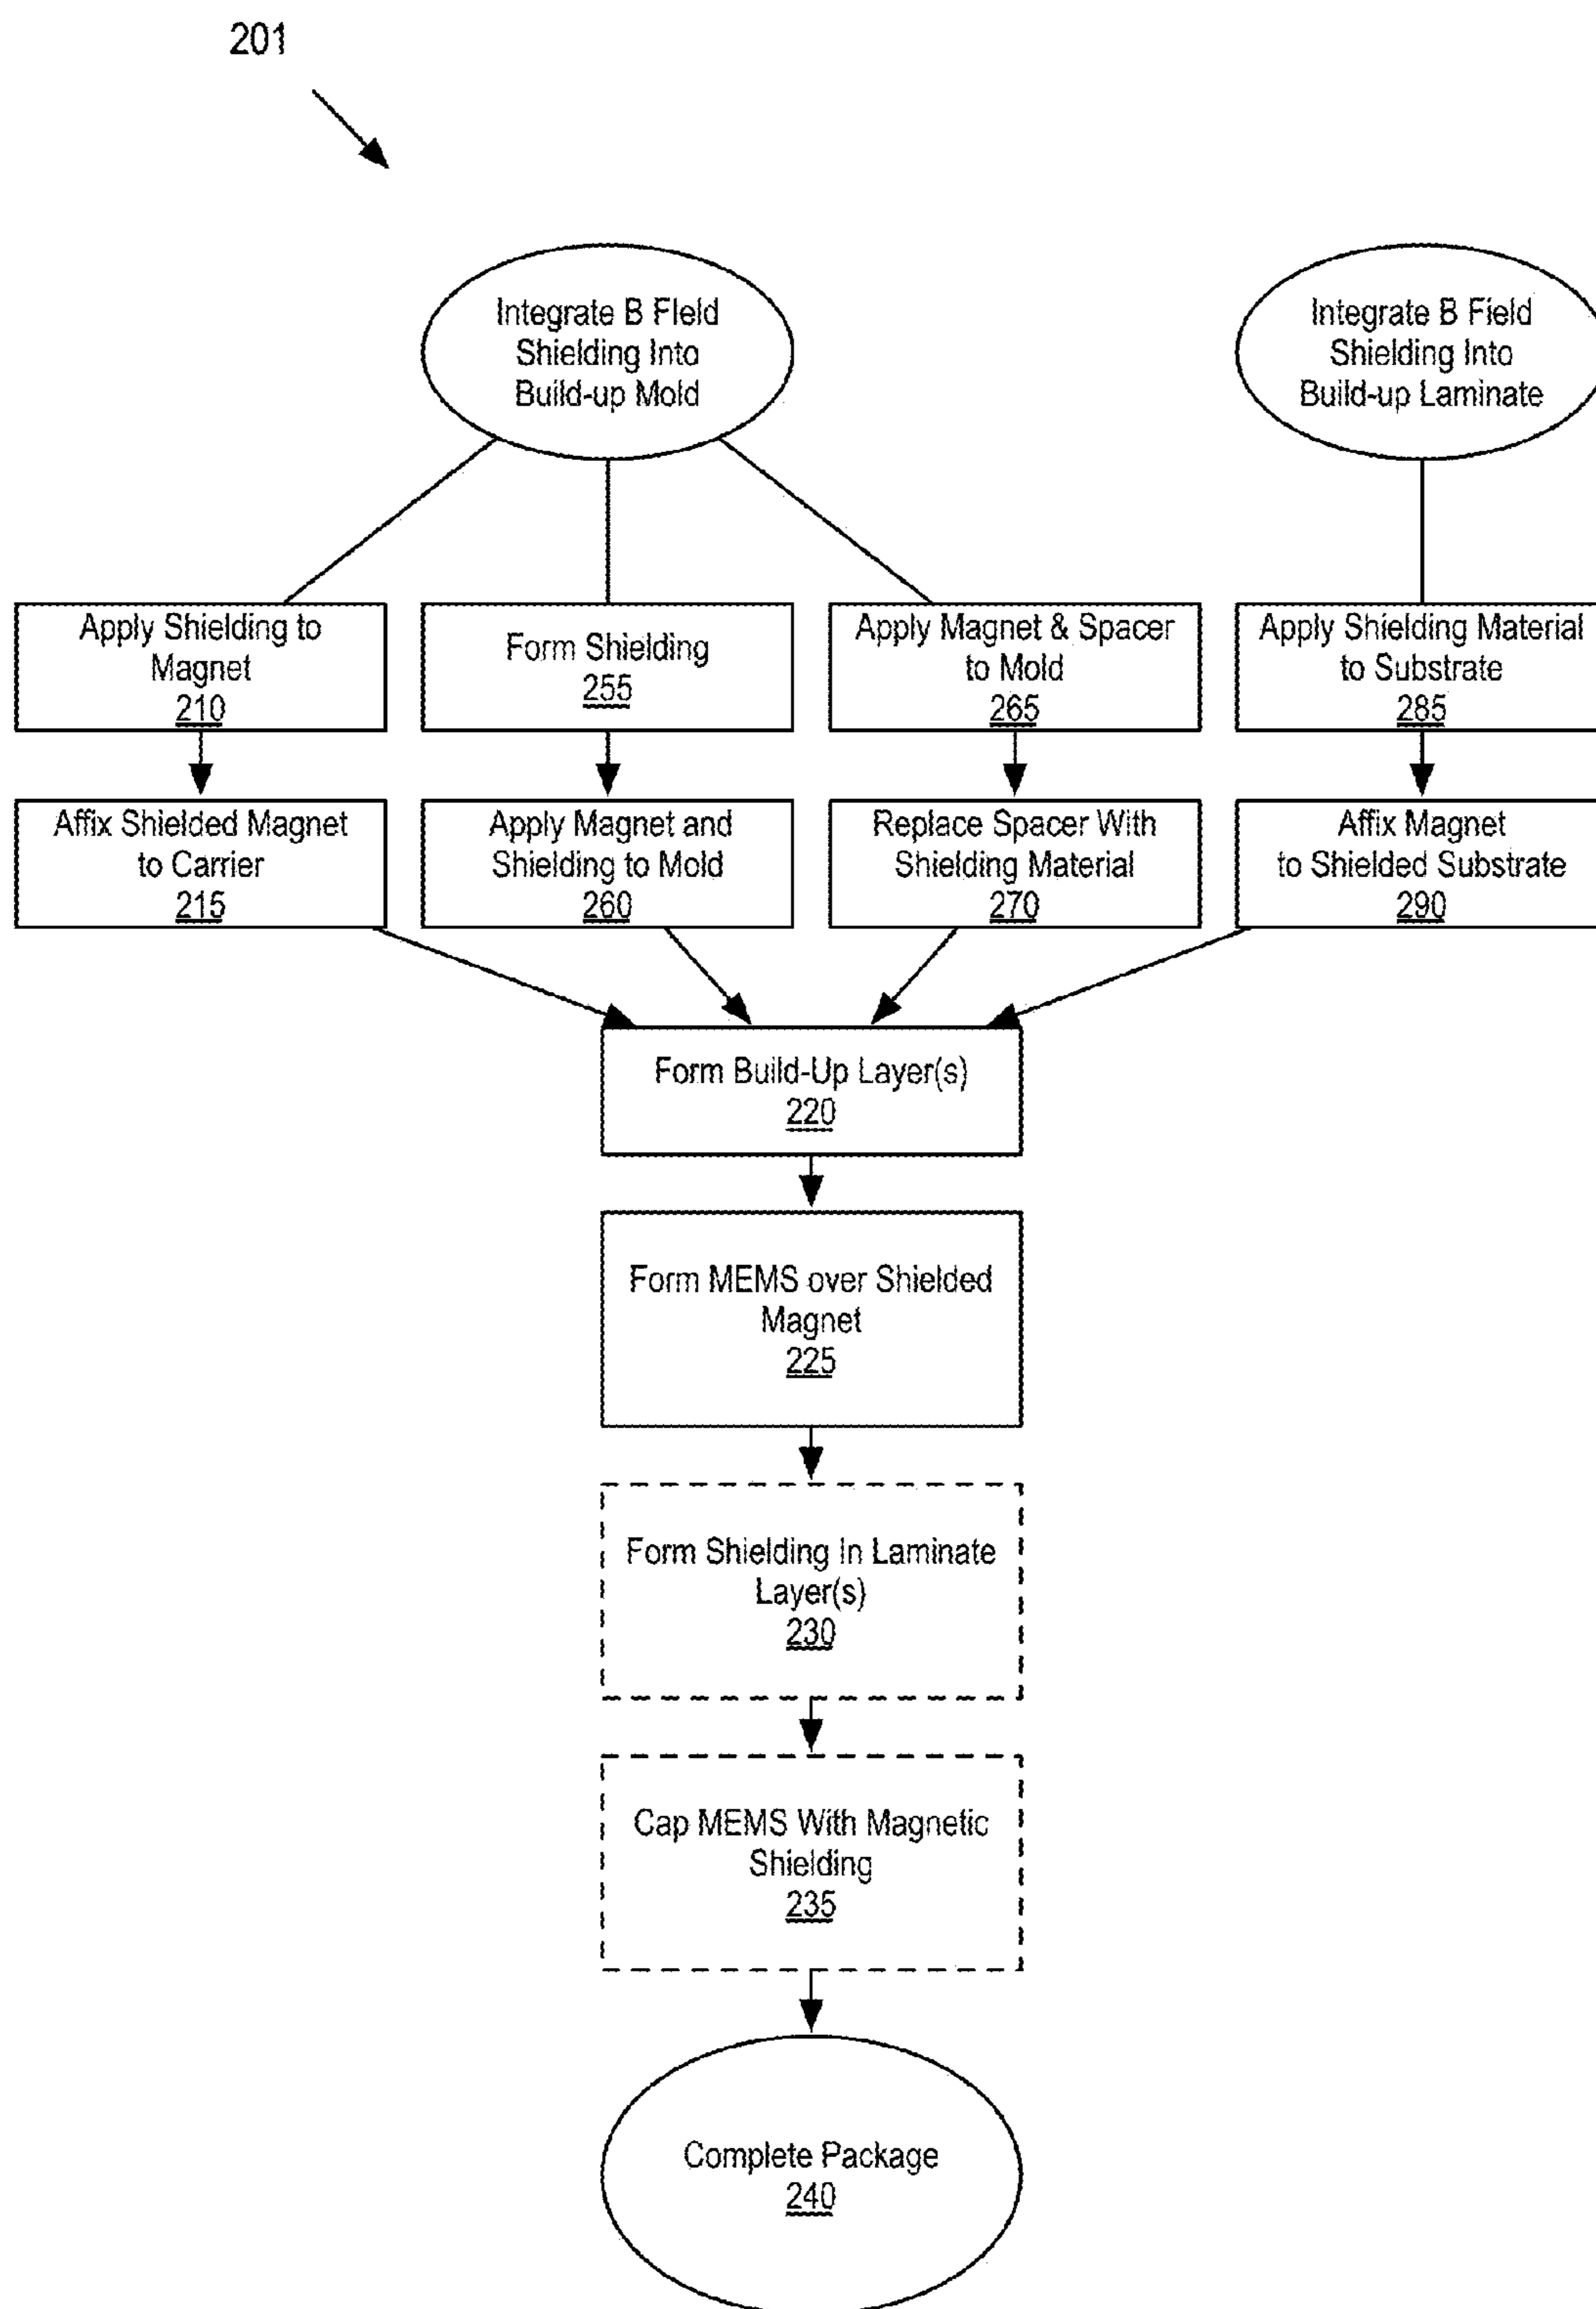 201
Integrate B FIeld
Shielding Into
Build-up Mold
Integrate B Field
Shielding Into
Build-up Laminate
Apply Shielding to
Magnet
210
Form Shielding
255
Apply Magnet & Spacer
to Mold
265
Apply Shielding Material
to Substrate
285
Affix Shielded Magnet
to Carrier
215
Apply Magnet and
Shielding to Mold
260
Replace Spacer With
Shielding Material
270
Affix Magnet
to Shielded Substrate
290
Form Build-Up Layer(s)
220
Form MEMS over Shielded
Magnet
225
Form Shielding In Laminate
Layer(s)
230
Cap MEMS With Magnetic
Shielding
235
Complete Package
240